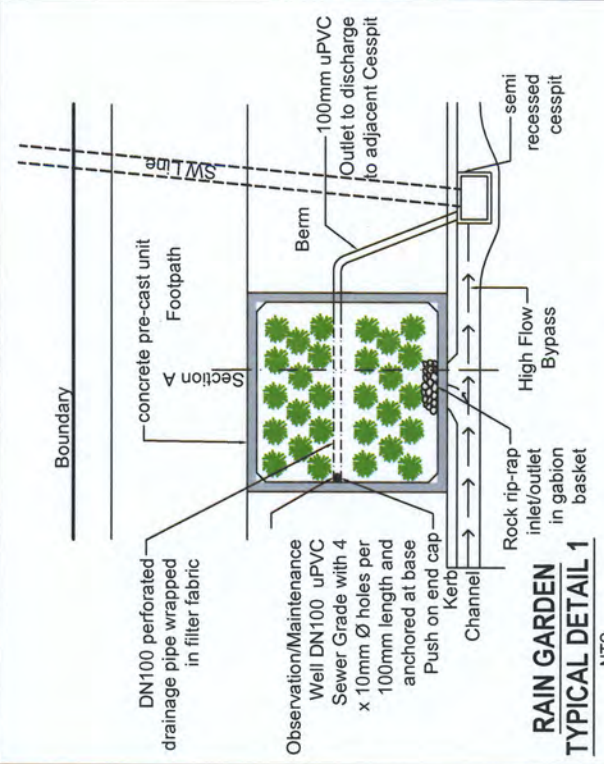 Boundary
DN100 perforated
drainage pipe wrapped
in filter fabric
concrete pre-cast unit
Footpath
SW Line
Section A
Observation/Maintenance
Well DN100 uPVC
Sewer Grade with 4
x 10mm Ø holes per
100mm length and
anchored at base
Push on end cap
Berm
100mm uPVC
Outlet to discharge
to adjacent Cesspit
Kerb
Channel
Rock rip-rap
inlet/outlet
in gabion
basket
High Flow
Bypass
semi
recessed
cesspit
RAIN GARDEN
TYPICAL DETAIL 1
NTS